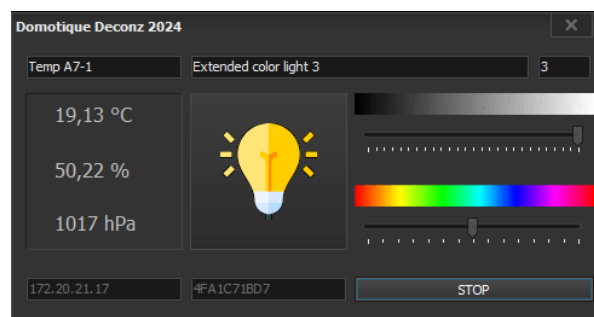 Domotique Deconz 2024
Temp A7-1
Extended color light 3
3
19,13 °C
50,22 %
1017 hPa
172.20.21.17
4FA1C71BD7
STOP